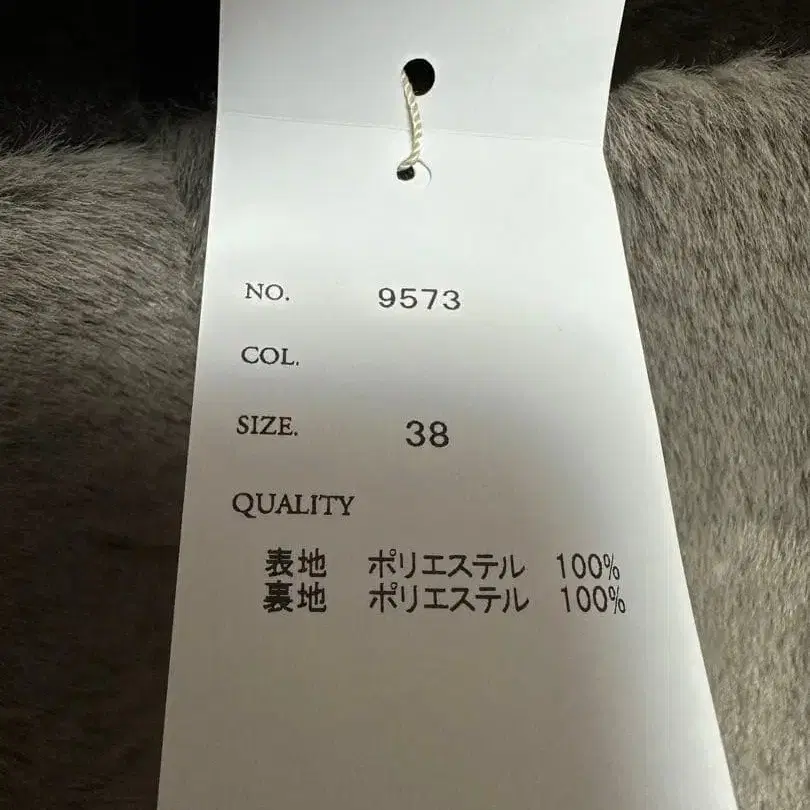 NO. 9573
COL.
SIZE. 38
QUALITY
表地 ポリエステル 100%
裏地 ポリエステル 100%